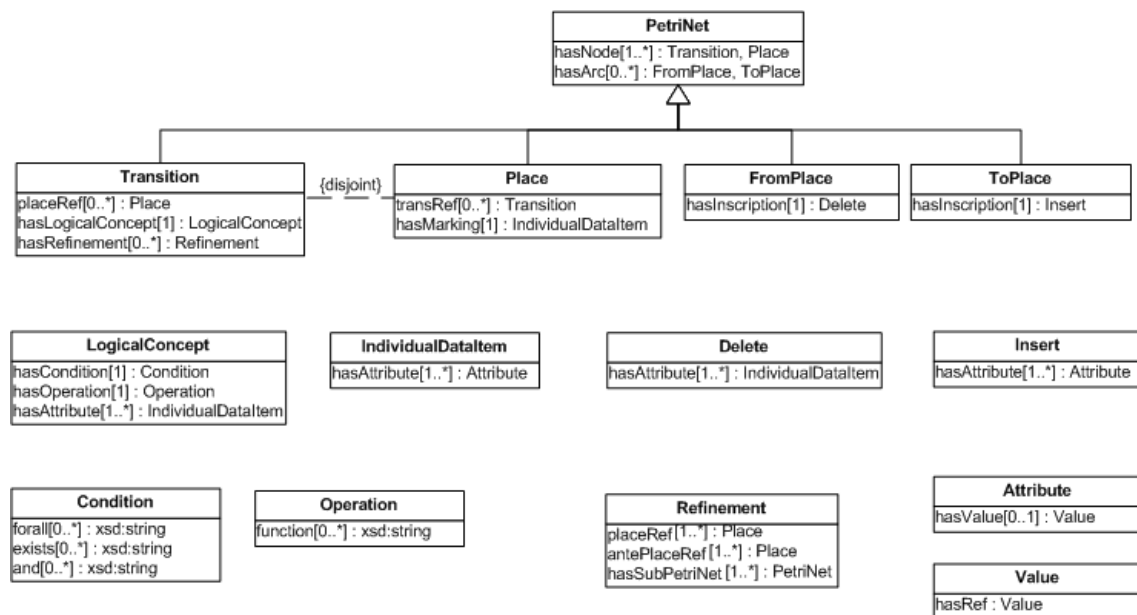 PetriNet
hasNode[1..*] : Transition, Place
hasArc[0..*] : FromPlace, ToPlace
Transition
placeRef[0..*] : Place
hasLogicalConcept[1] : LogicalConcept
hasRefinement[0..*] : Refinement
{disjoint}
Place
transRef[0..*] : Transition
hasMarking[1] : IndividualDataItem
FromPlace
hasInscription[1] : Delete
ToPlace
hasInscription[1] : Insert
LogicalConcept
hasCondition[1] : Condition
hasOperation[1] : Operation
hasAttribute[1..*] : IndividualDataItem
IndividualDataItem
hasAttribute[1..*] : Attribute
Delete
hasAttribute[1..*] : IndividualDataItem
Insert
hasAttribute[1..*] : Attribute
Condition
forall[0..*] : xsd:string
exists[0..*] : xsd:string
and[0..*] : xsd:string
Operation
function[0..*] : xsd:string
Refinement
placeRef[1..*] : Place
antePlaceRef[1..*] : Place
hasSubPetriNet[1..*] : PetriNet
Attribute
hasValue[0..1] : Value
Value
hasRef : Value